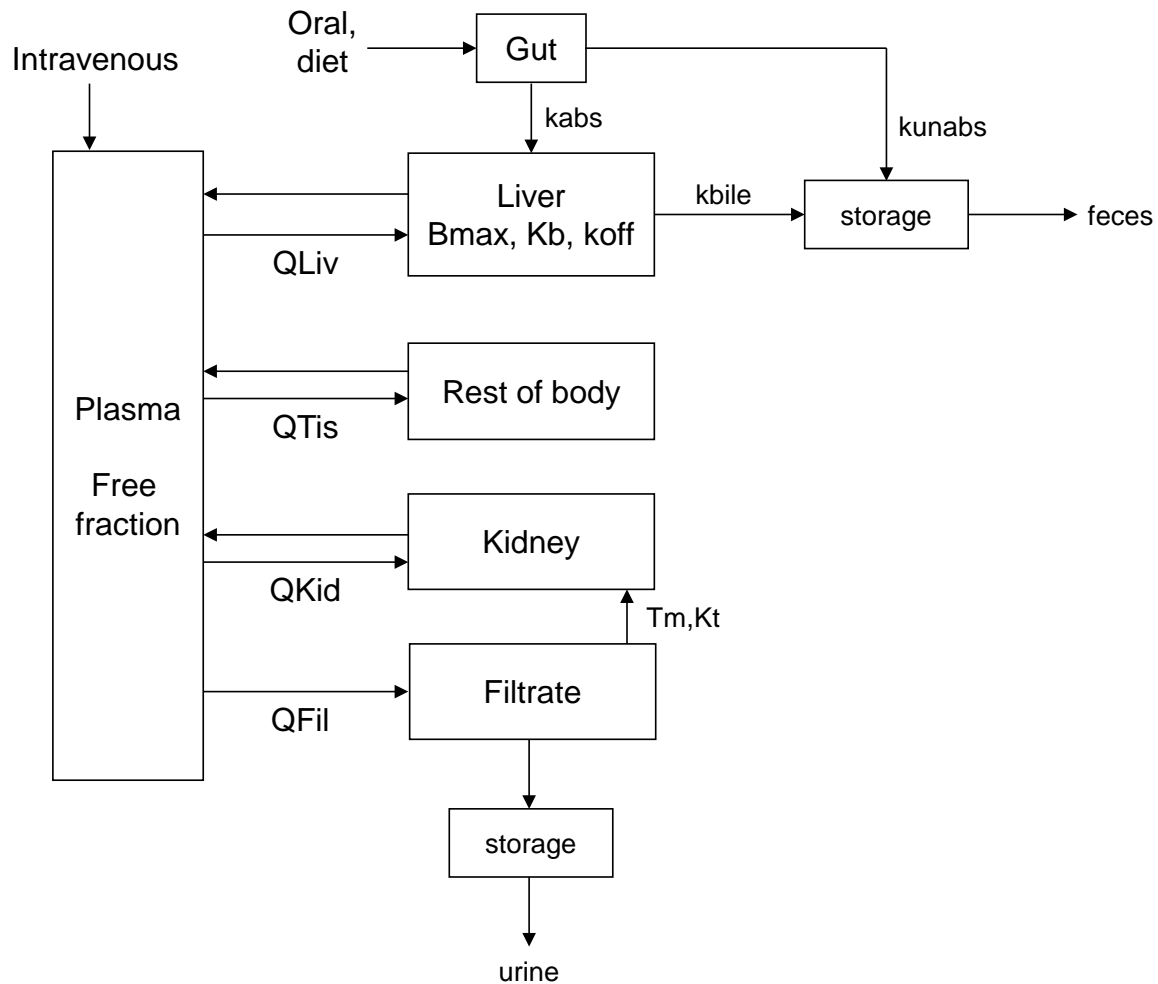 Oral,
diet
Gut
Intravenous
kabs
kunabs
Liver
Bmax, Kb, koff
kbile
storage
feces
QLiv
Rest of body
Plasma
QTis
Free
fraction
Kidney
QKid
Tm,Kt
Filtrate
QFil
storage
urine